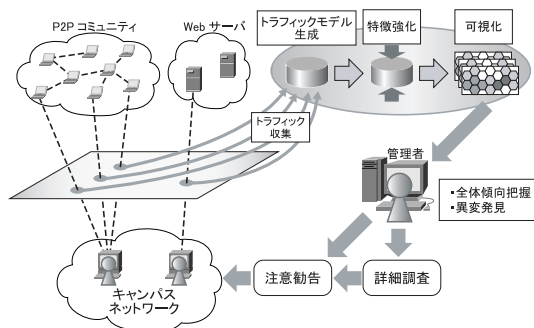 P2P コミュニティ
Web サーバ
トラフィックモデル
生成
特徴強化
可視化
トラフィック
収集
管理者
・全体傾向把握
・異変発見
注意勧告
詳細調査
キャンパス
ネットワーク